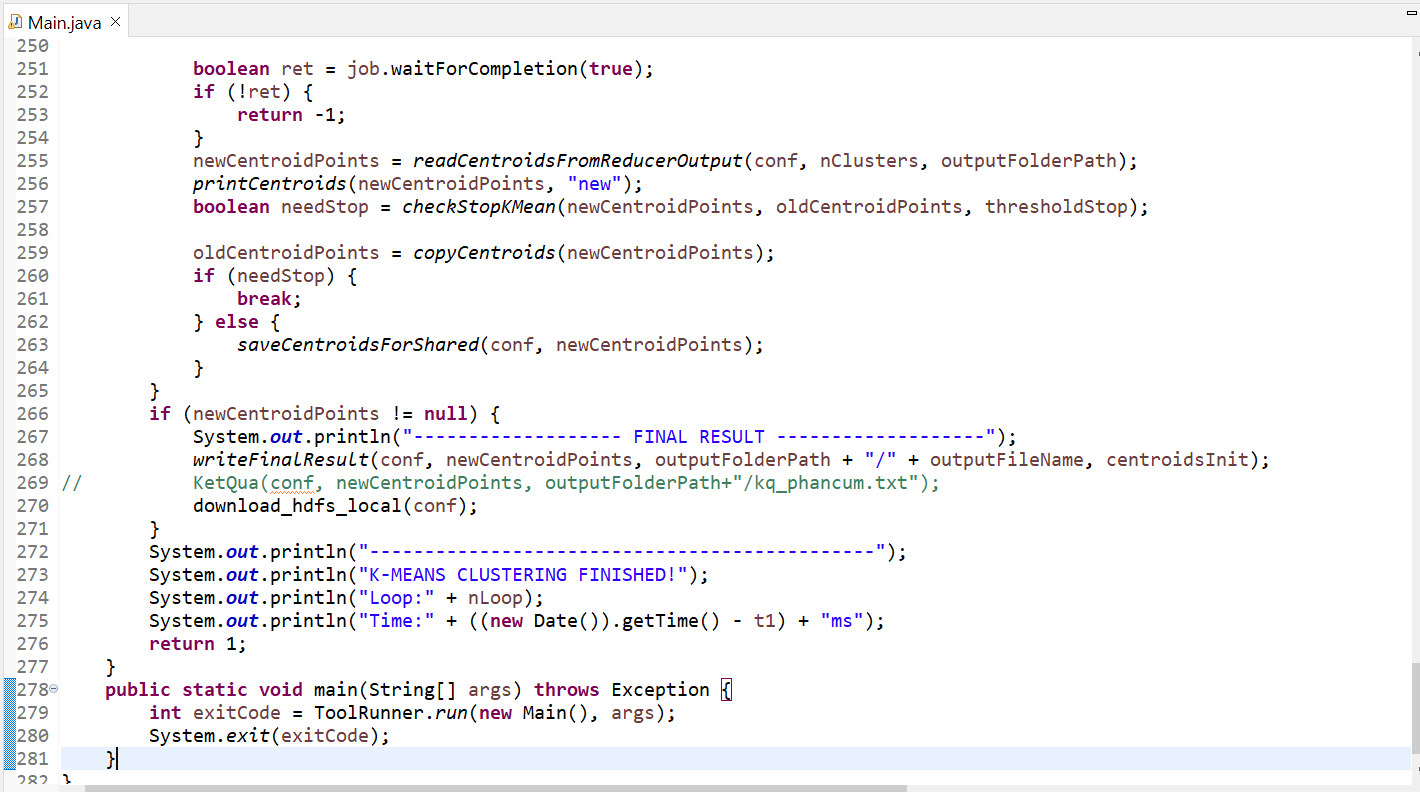 Main.java
250
251 boolean ret = job.waitForCompletion(true);
252 if (!ret) {
253 return -1;
254 }
255 newCentroidPoints = readCentroidsFromReducerOutput(conf, nClusters, outputFolderPath);
256 printCentroids(newCentroidPoints, "new");
257 boolean needStop = checkStopKMean(newCentroidPoints, oldCentroidPoints, thresholdStop);
258
259 oldCentroidPoints = copyCentroids(newCentroidPoints);
260 if (needStop) {
261 break;
262 } else {
263 saveCentroidsForShared(conf, newCentroidPoints);
264 }
265 }
266 if (newCentroidPoints != null) {
267 System.out.println("------------------- FINAL RESULT -------------------");
268 writeFinalResult(conf, newCentroidPoints, outputFolderPath + "/" + outputFileName, centroidsInit);
269 // KetQua(conf, newCentroidPoints, outputFolderPath+"/kq_phancum.txt");
270 download_hdfs_local(conf);
271 }
272 System.out.println("----------------------------------------------");
273 System.out.println("K-MEANS CLUSTERING FINISHED!");
274 System.out.println("Loop:" + nLoop);
275 System.out.println("Time:" + ((new Date()).getTime() - t1) + "ms");
276 return 1;
277 }
278 public static void main(String[] args) throws Exception {
279 int exitCode = ToolRunner.run(new Main(), args);
280 System.exit(exitCode);
281 }
282 }